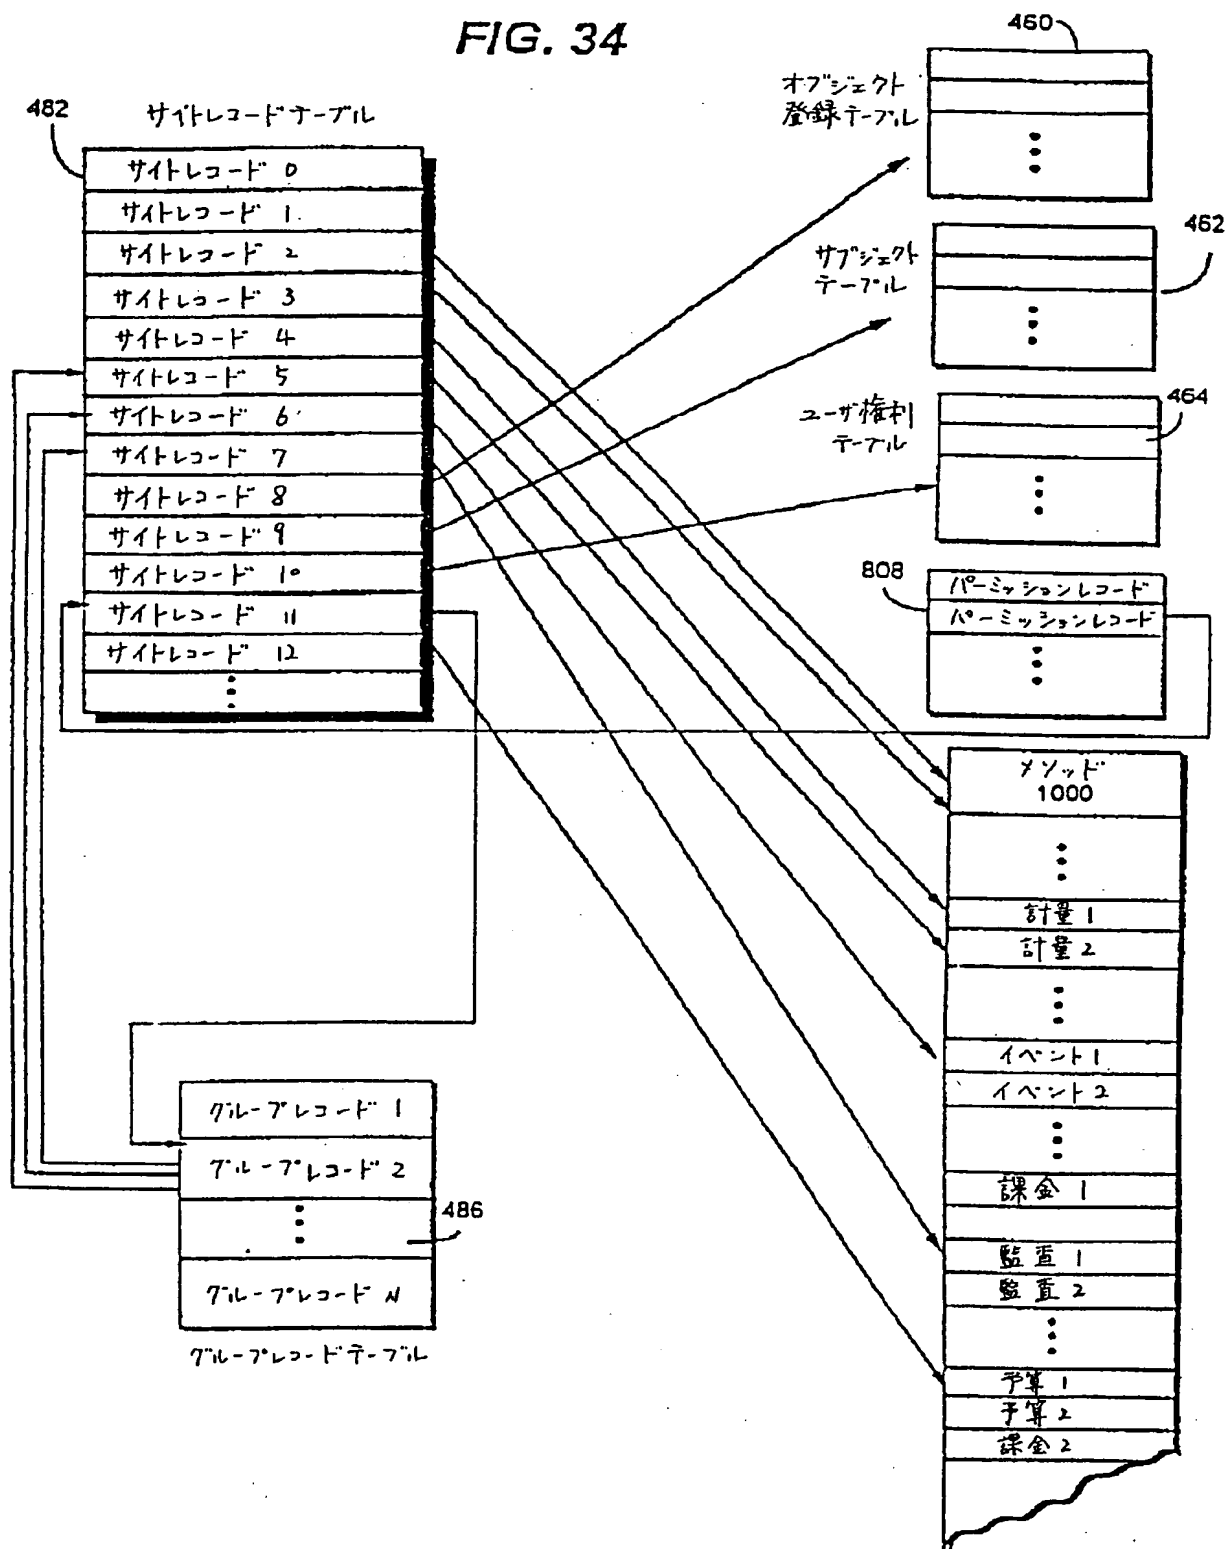 FIG. 34
482
サイトレコードテーブル
サイトレコード 0
サイトレコード 1
サイトレコード 2
サイトレコード 3
サイトレコード 4
サイトレコード 5
サイトレコード 6
サイトレコード 7
サイトレコード 8
サイトレコード 9
サイトレコード 10
サイトレコード 11
サイトレコード 12
460
オブジェクト
登録テーブル
462
サブジェクト
テーブル
464
ユーザ権利
テーブル
808
パーミッションレコード
パーミッションレコード
メソッド
1000
計量 1
計量 2
イベント 1
イベント 2
課金 1
監査 1
監査 2
予算 1
予算 2
課金 2
グループレコード 1
グループレコード 2
486
グループレコード N
グループレコードテーブル